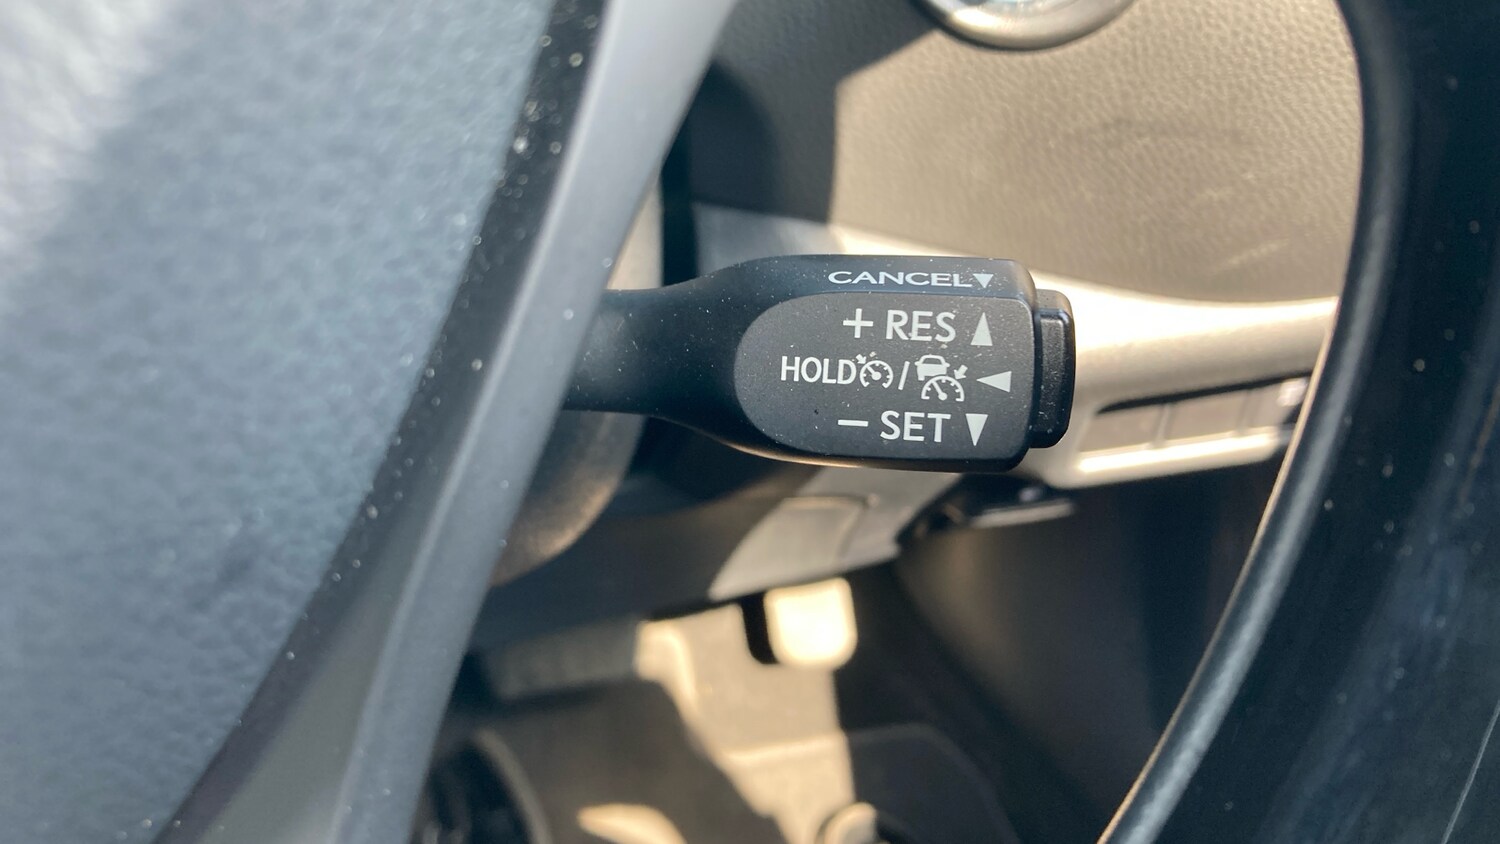 CANCEL▼
+ RES ▲
HOLD / ◄
− SET ▼